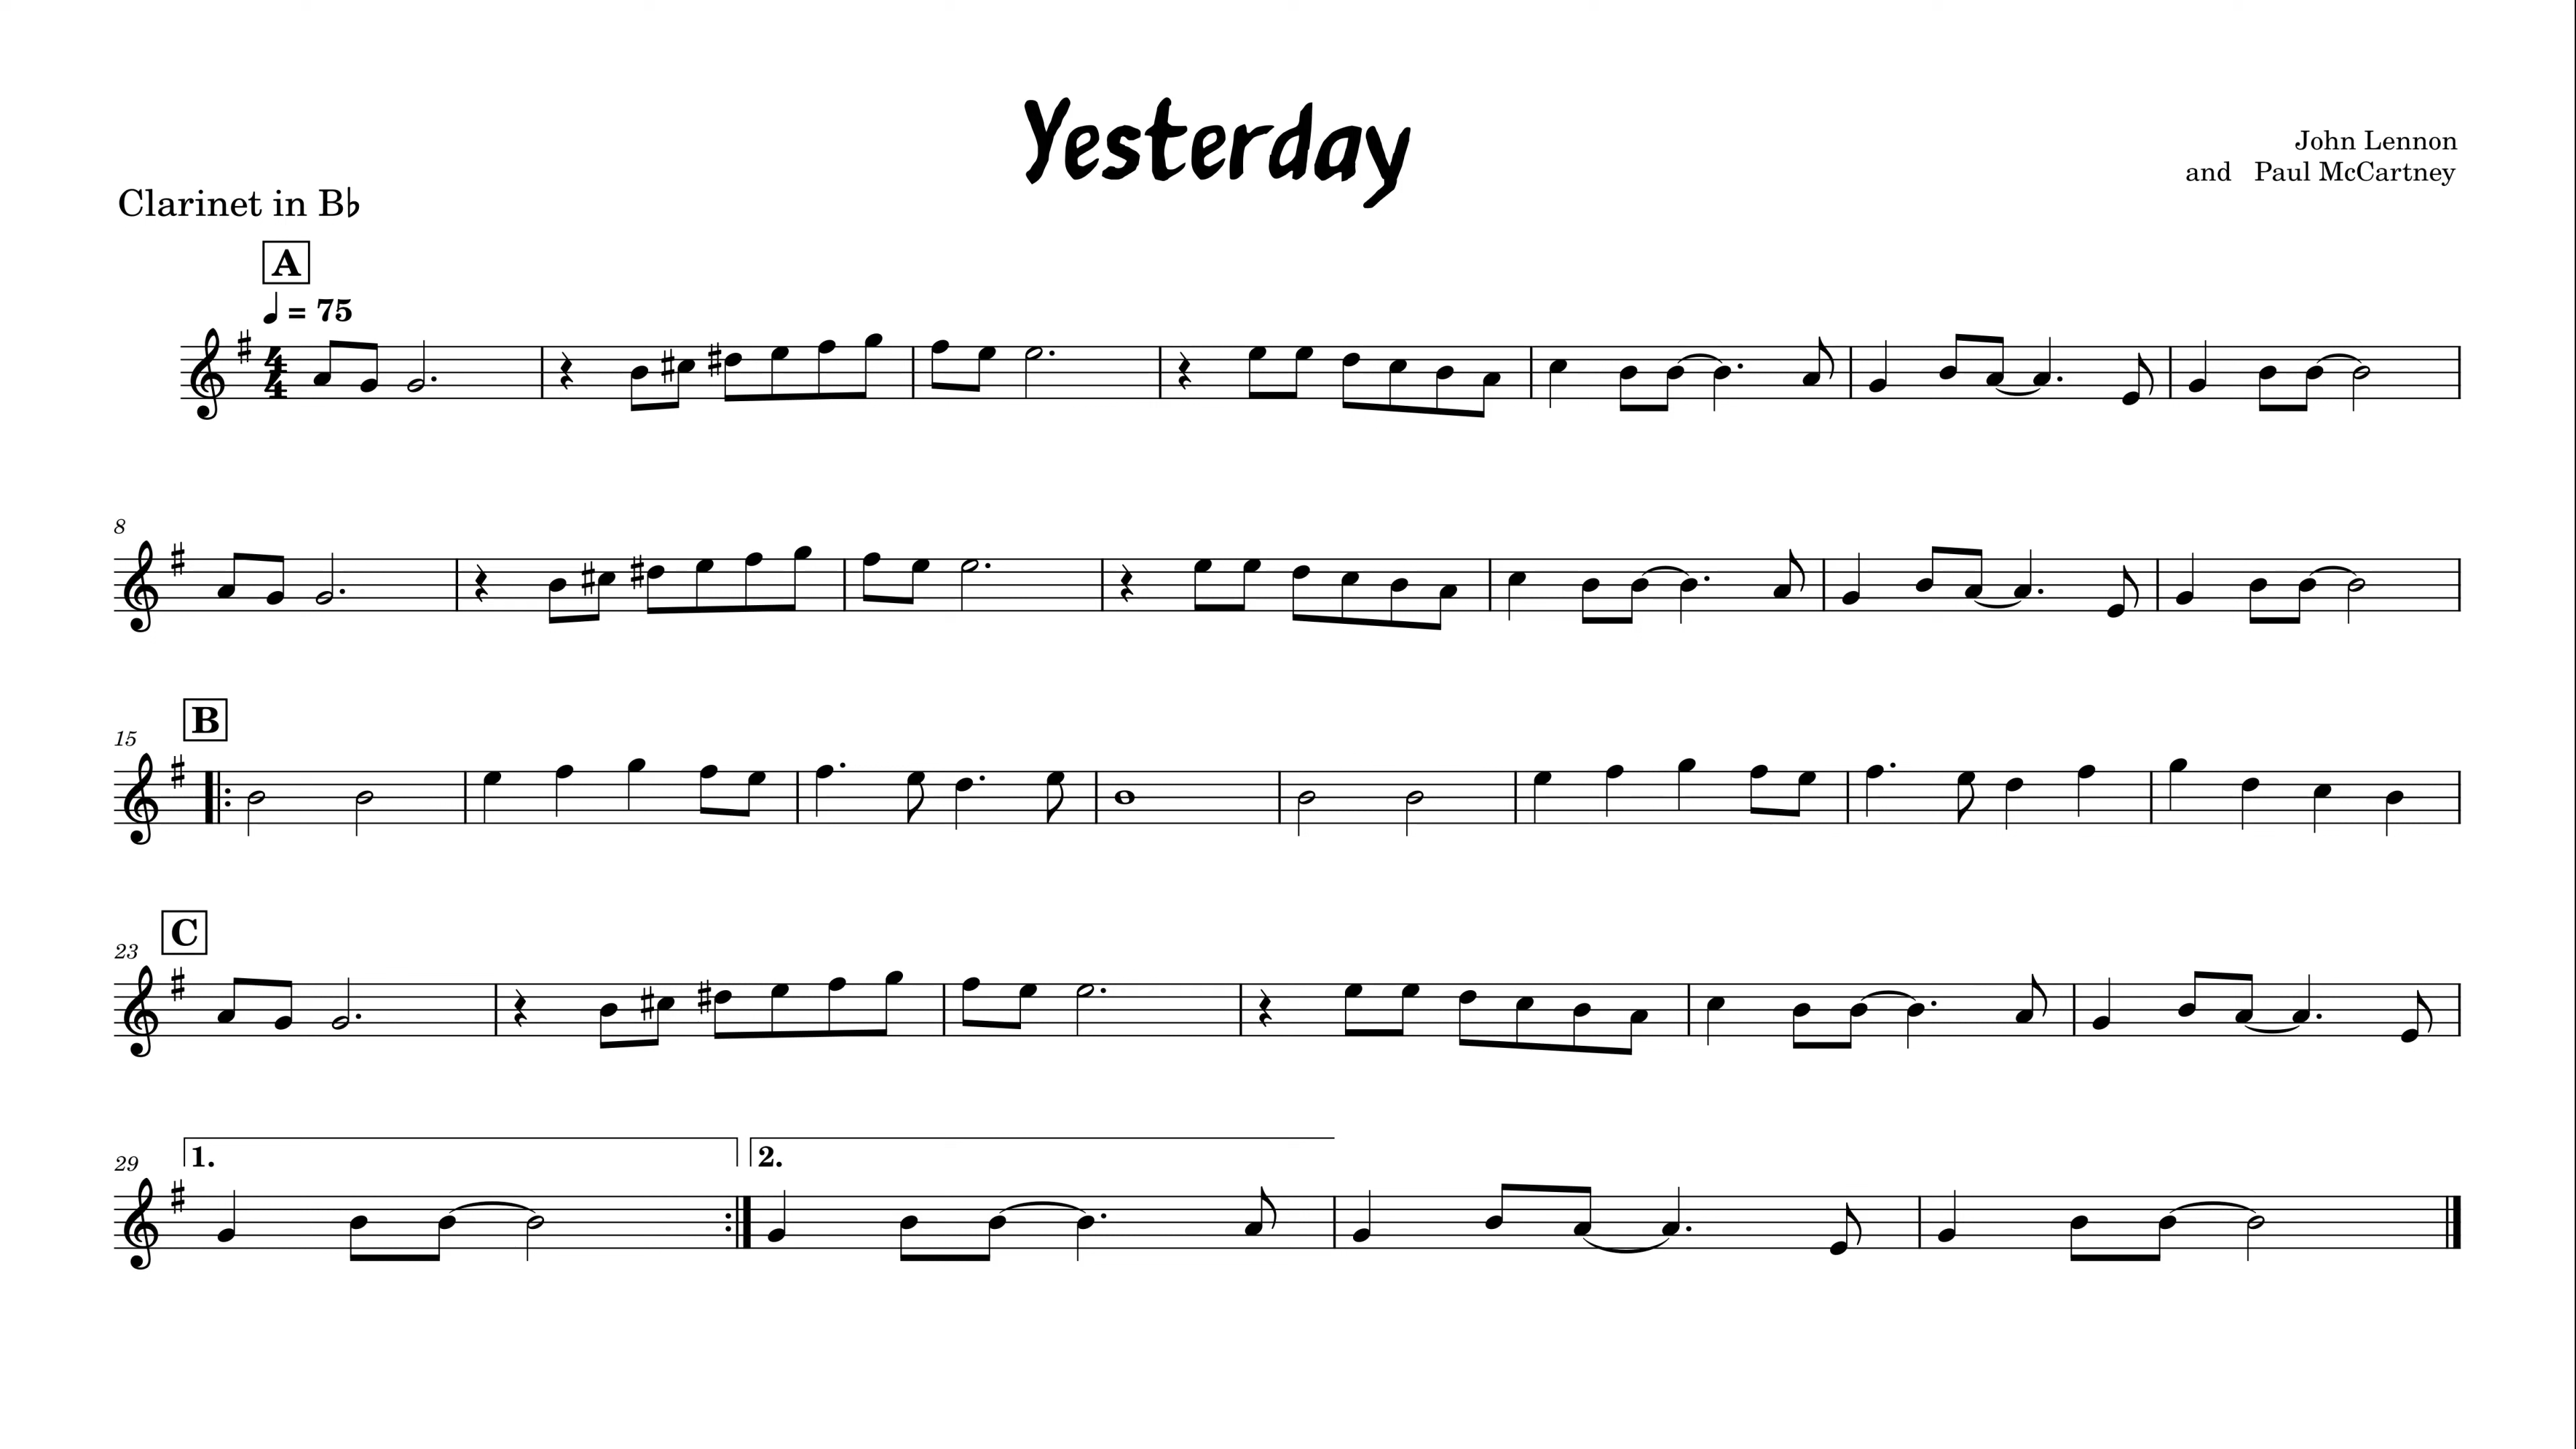 Yesterday
John Lennon
and Paul McCartney
Clarinet in B♭
A
♩ = 75
8
B
15
C
23
1.
2.
29